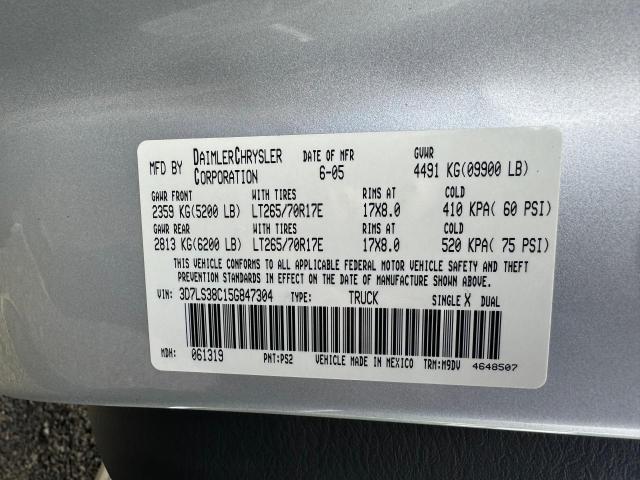 MFD BY DAIMLERCHRYSLER CORPORATION DATE OF MFR 6-05 GVWR 4491 KG(09900 LB)
GAWR FRONT WITH TIRES RIMS AT COLD
2359 KG(5200 LB) LT265/70R17E 17X8.0 410 KPA( 60 PSI)
GAWR REAR WITH TIRES RIMS AT COLD
2813 KG(6200 LB) LT265/70R17E 17X8.0 520 KPA( 75 PSI)
THIS VEHICLE CONFORMS TO ALL APPLICABLE FEDERAL MOTOR VEHICLE SAFETY AND THEFT
PREVENTION STANDARDS IN EFFECT ON THE DATE OF MANUFACTURE SHOWN ABOVE.
VIN: 3D7LS38C15G847304 TYPE: TRUCK SINGLE X DUAL
MDH: 061319 PNT:PS2 VEHICLE MADE IN MEXICO TRM:M9DV 4648507